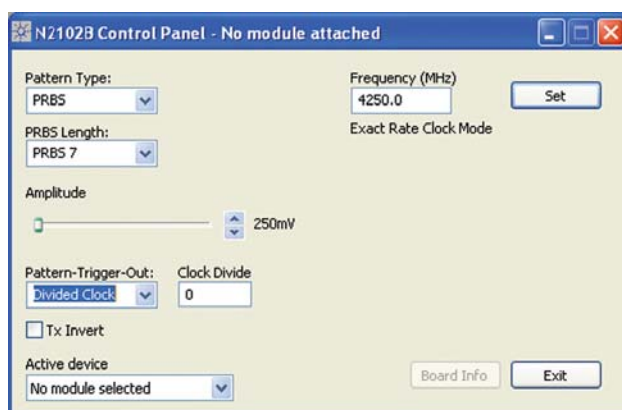 N2102B Control Panel - No module attached
Pattern Type:
PRBS
Frequency (MHz)
4250.0
Set
Exact Rate Clock Mode
PRBS Length:
PRBS 7
Amplitude
250mV
Pattern-Trigger-Out:
Clock Divide
Divided Clock
0
Tx Invert
Active device
No module selected
Board Info
Exit